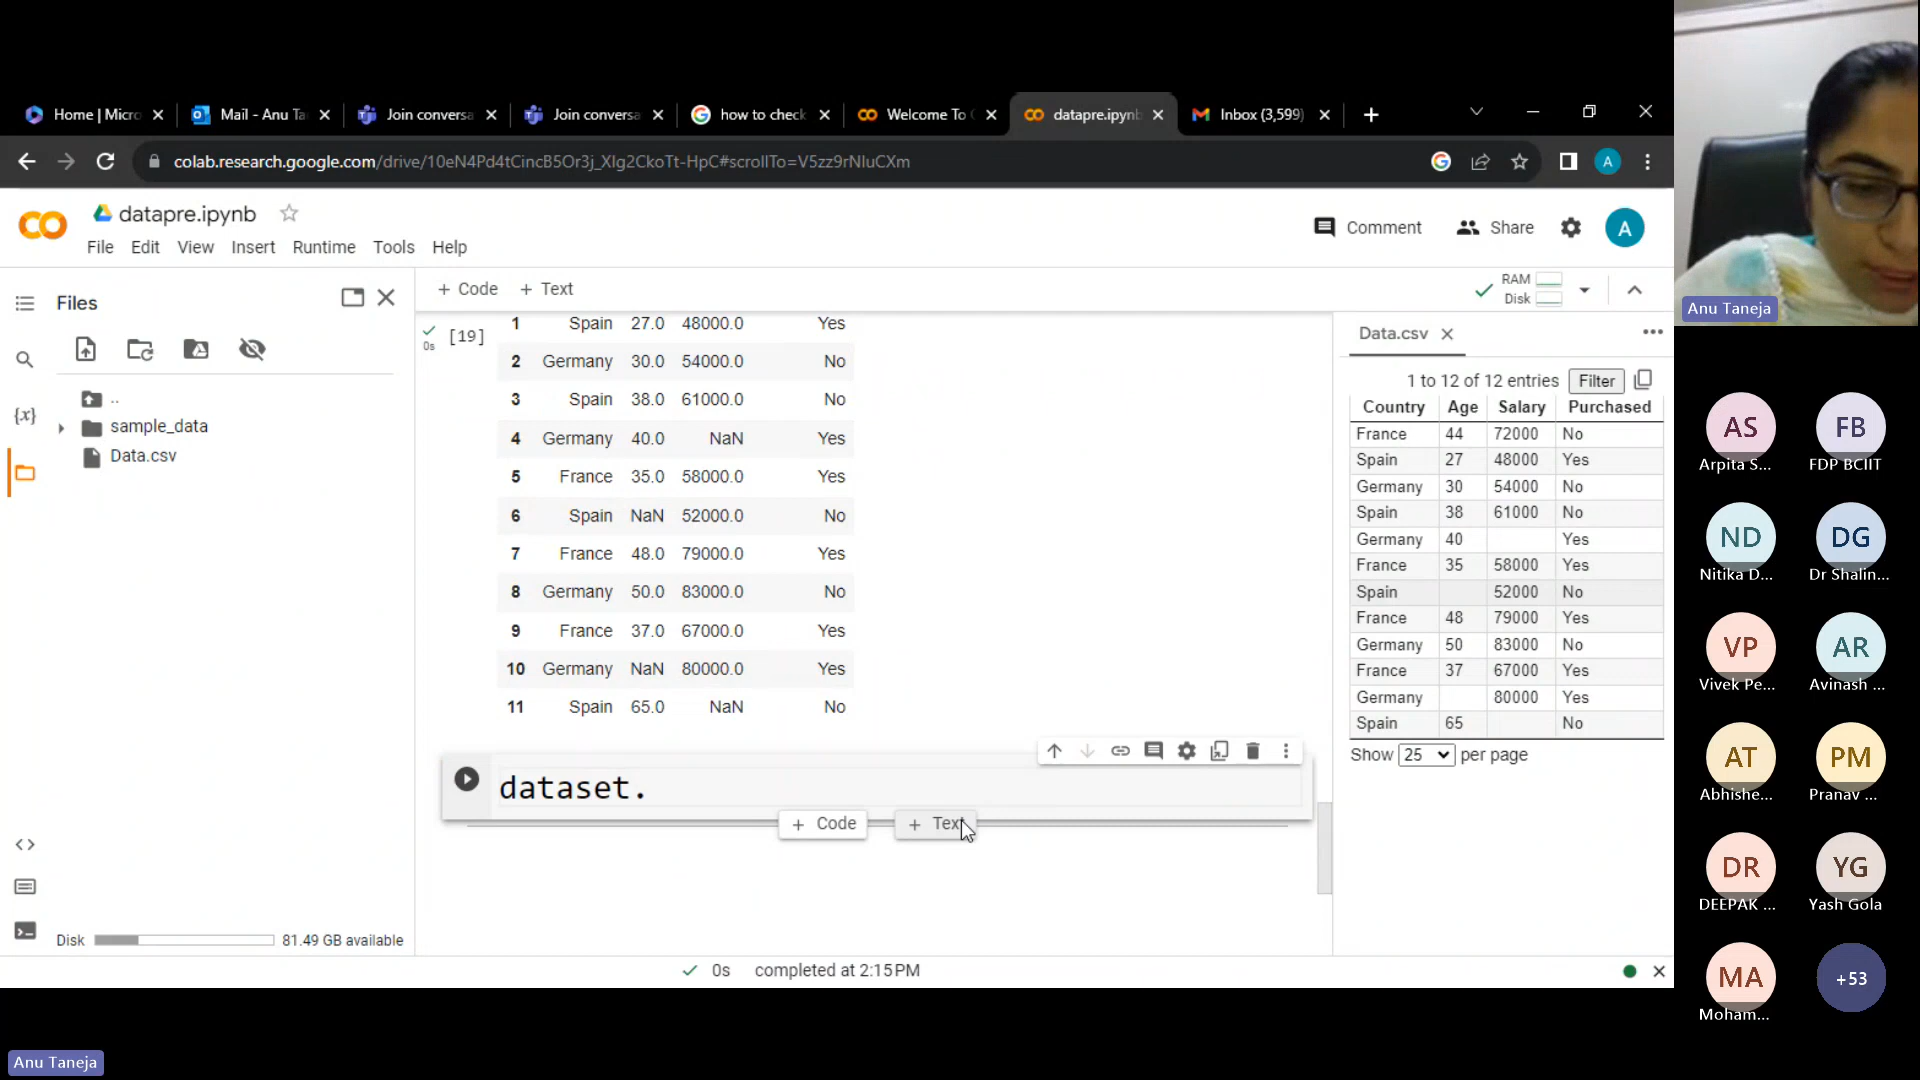 Home | Micro
Mail - Anu Ta
Join conversa
Join conversa
how to check
Welcome To C
datapre.ipynb
Inbox (3,599)
colab.research.google.com/drive/10eN4Pd4tCincB5Or3j_XIg2CkoTt-HpC#scrollTo=V5zz9rNIuCXm
A
CO
datapre.ipynb
Comment
Share
A
File Edit View Insert Runtime Tools Help
Files
+ Code + Text
RAM
Disk
..
sample_data
Data.csv
{x}
Disk 81.49 GB available
0s
[19]
1 Spain 27.0 48000.0 Yes
2 Germany 30.0 54000.0 No
3 Spain 38.0 61000.0 No
4 Germany 40.0 NaN Yes
5 France 35.0 58000.0 Yes
6 Spain NaN 52000.0 No
7 France 48.0 79000.0 Yes
8 Germany 50.0 83000.0 No
9 France 37.0 67000.0 Yes
10 Germany NaN 80000.0 Yes
11 Spain 65.0 NaN No
dataset.
+ Code + Text
Data.csv
1 to 12 of 12 entries Filter
Country Age Salary Purchased
France 44 72000 No
Spain 27 48000 Yes
Germany 30 54000 No
Spain 38 61000 No
Germany 40 Yes
France 35 58000 Yes
Spain 52000 No
France 48 79000 Yes
Germany 50 83000 No
France 37 67000 Yes
Germany 80000 Yes
Spain 65 No
Show 25 per page
0s completed at 2:15 PM
Anu Taneja
AS
Arpita S...
FB
FDP BCIIT
ND
Nitika D...
DG
Dr Shalin...
VP
Vivek Pe...
AR
Avinash ...
AT
Abhishe...
PM
Pranav ...
DR
DEEPAK ...
YG
Yash Gola
MA
Moham...
+53
Anu Taneja